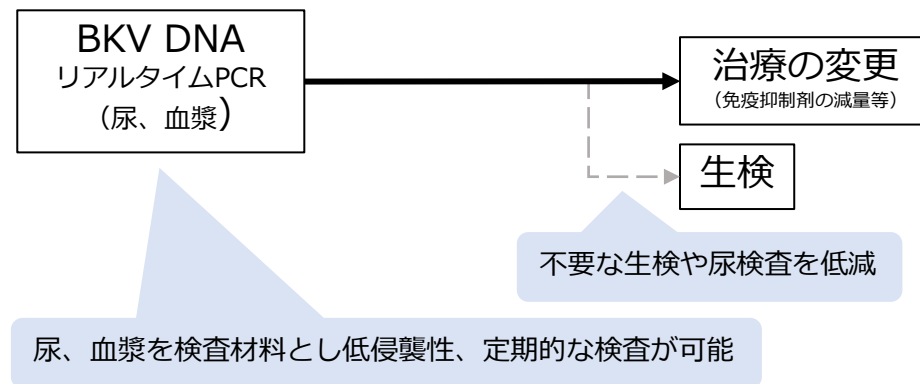 BKV DNA
リアルタイムPCR
（尿、血漿）
治療の変更
（免疫抑制剤の減量等）
生検
不要な生検や尿検査を低減
尿、血漿を検査材料とし低侵襲性、定期的な検査が可能